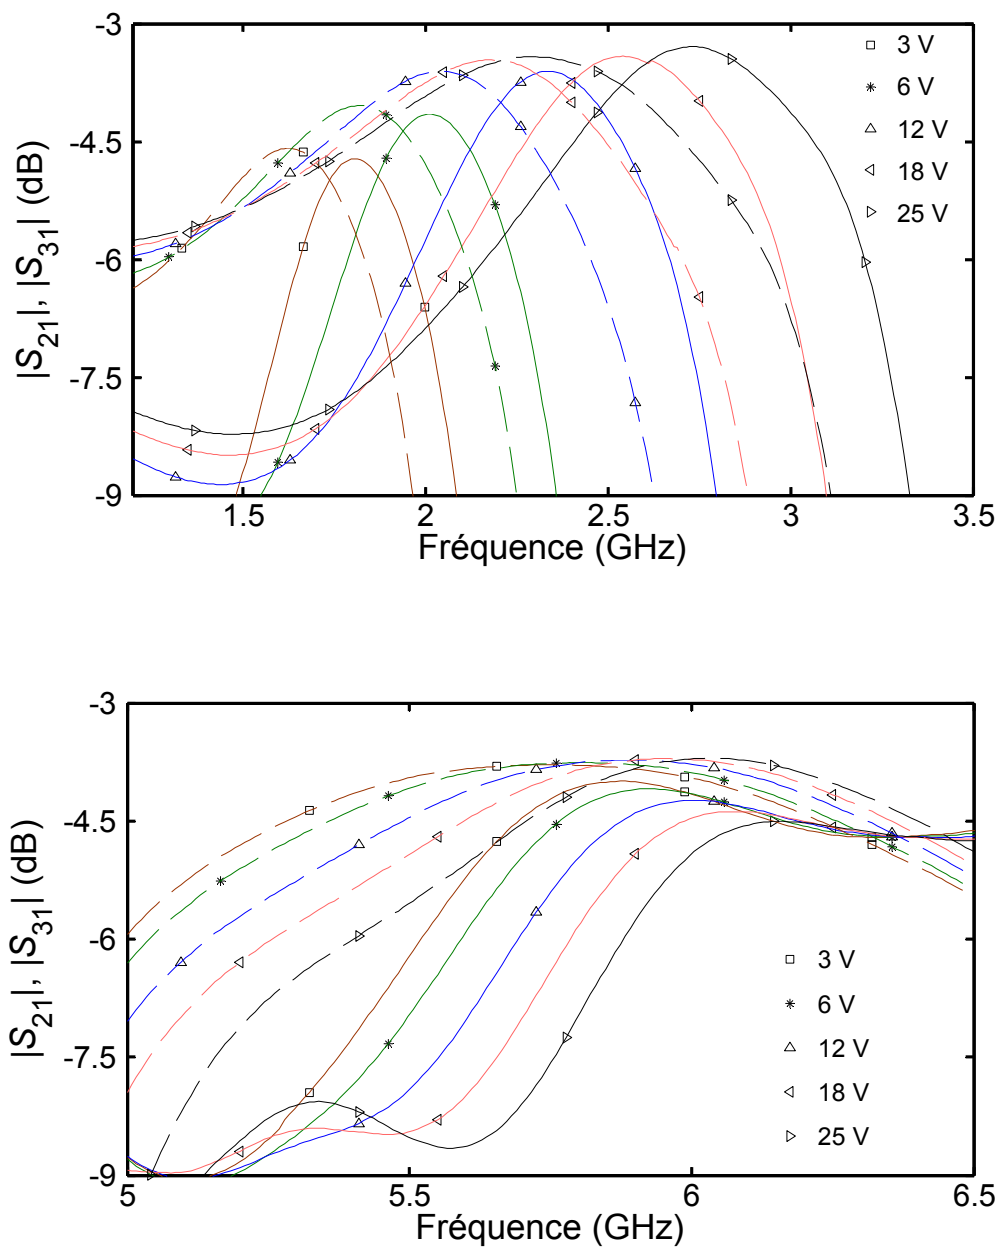 -3
-4.5
-6
-7.5
-9
|S21|, |S31| (dB)
3 V
6 V
12 V
18 V
25 V
1.5 2 2.5 3 3.5
Fréquence (GHz)
-3
-4.5
-6
-7.5
-9
|S21|, |S31| (dB)
3 V
6 V
12 V
18 V
25 V
5 5.5 6 6.5
Fréquence (GHz)